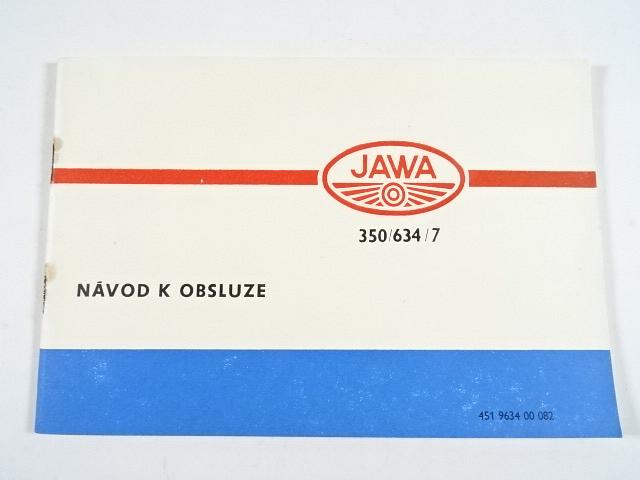 JAWA
350/634/7
NÁVOD K OBSLUZE
451 9634 00 082